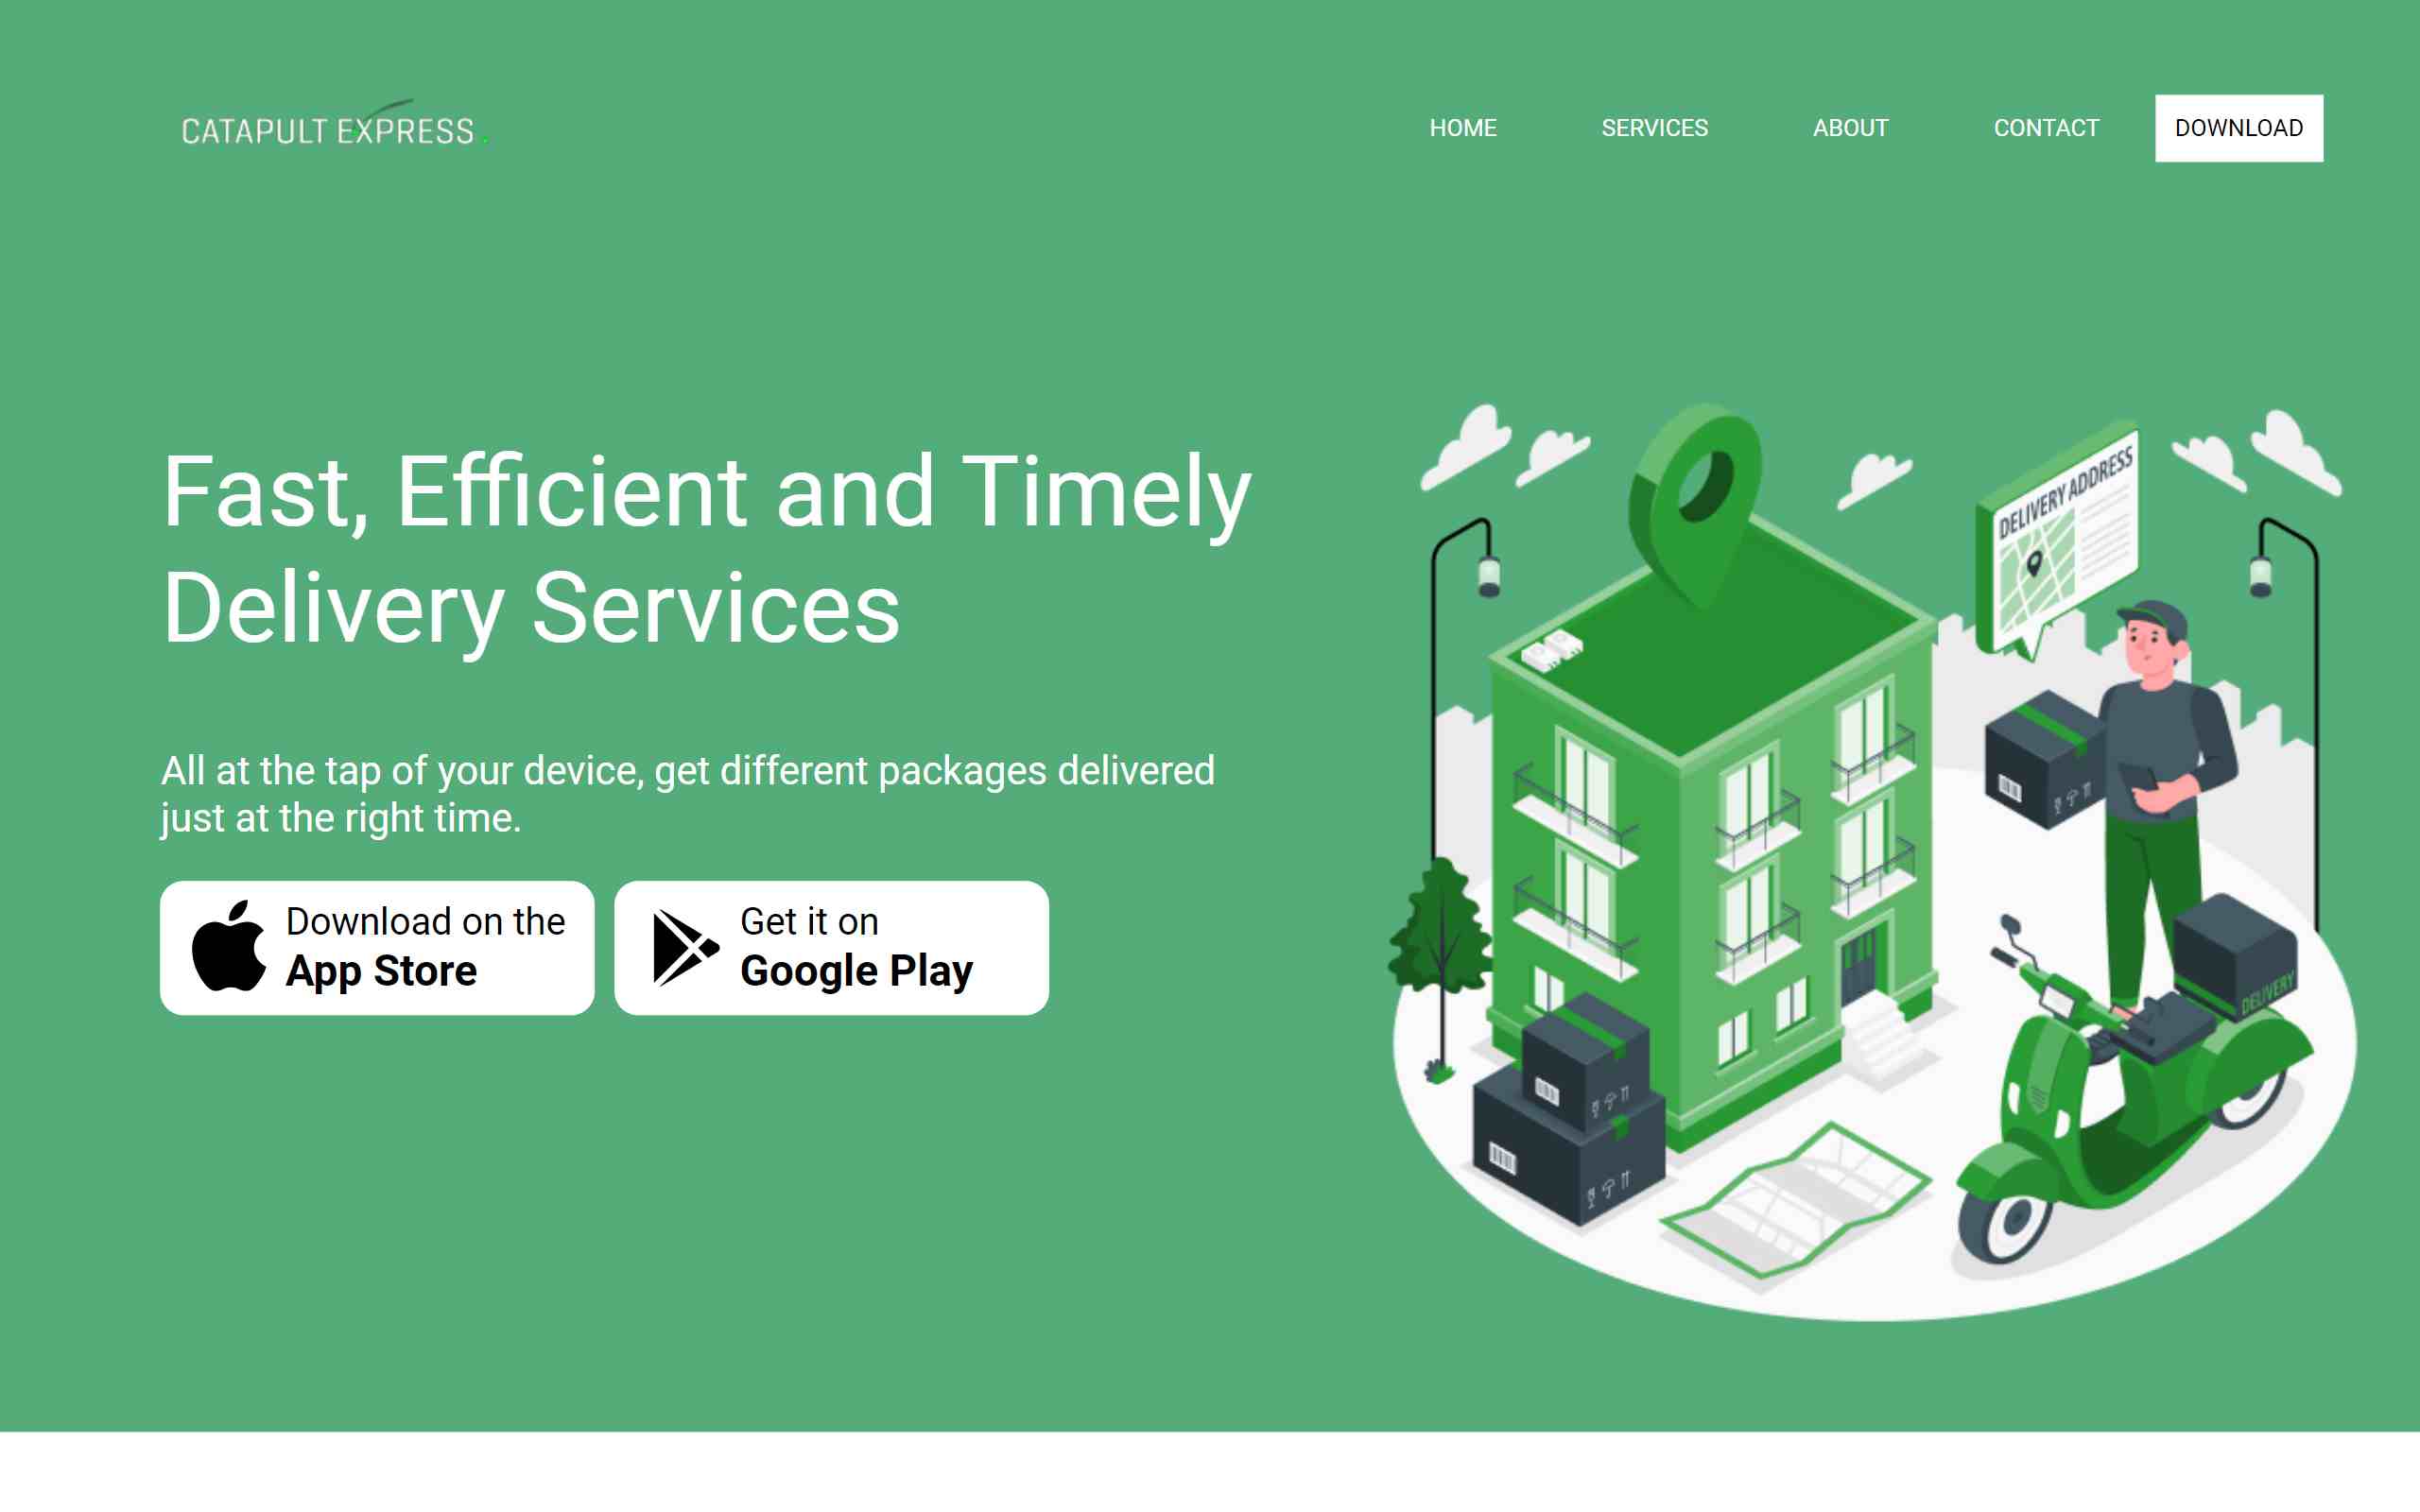 CATAPULT EXPRESS
HOME
SERVICES
ABOUT
CONTACT
DOWNLOAD
Fast, Efficient and Timely
Delivery Services
All at the tap of your device, get different packages delivered
just at the right time.
Download on the
App Store
Get it on
Google Play
DELIVERY ADDRESS
DELIVERY